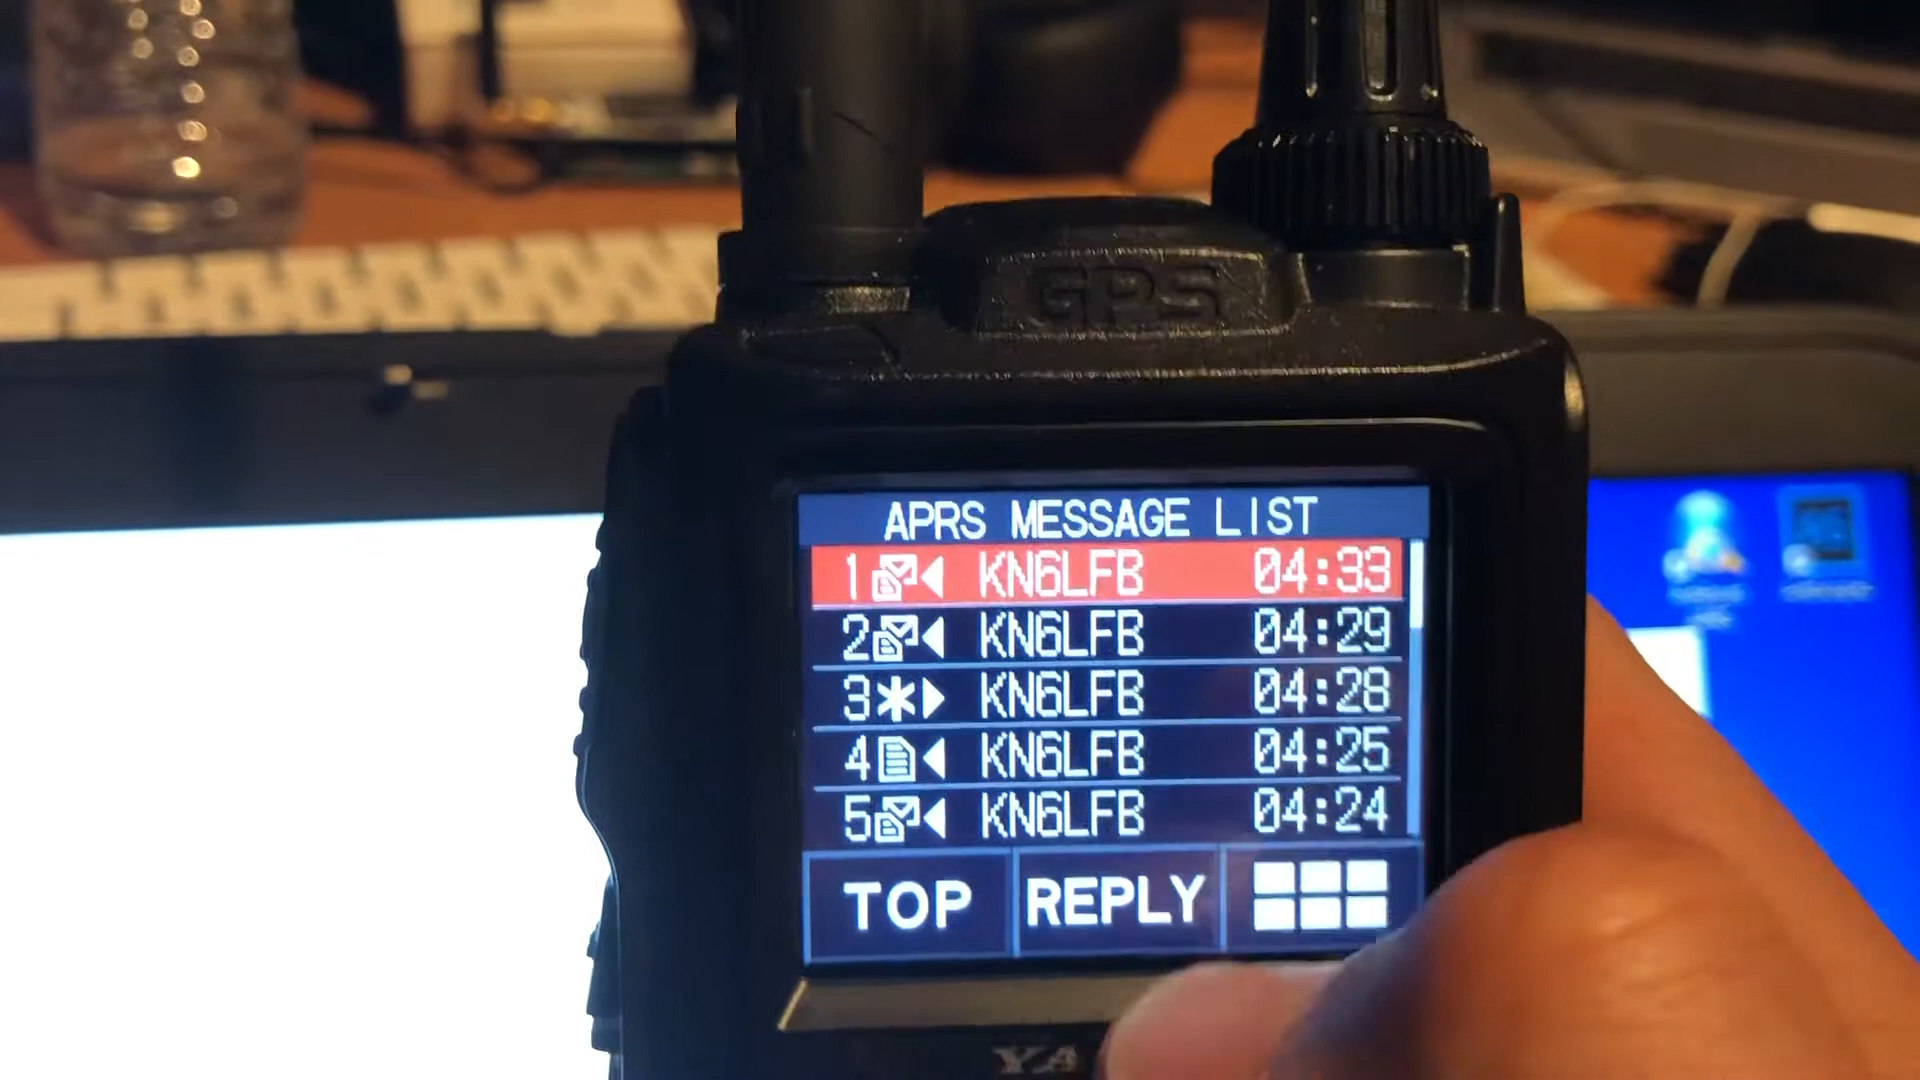 GPS
APRS MESSAGE LIST
1 KN6LFB 04:33
2 KN6LFB 04:29
3 KN6LFB 04:28
4 KN6LFB 04:25
5 KN6LFB 04:24
TOP REPLY
YA